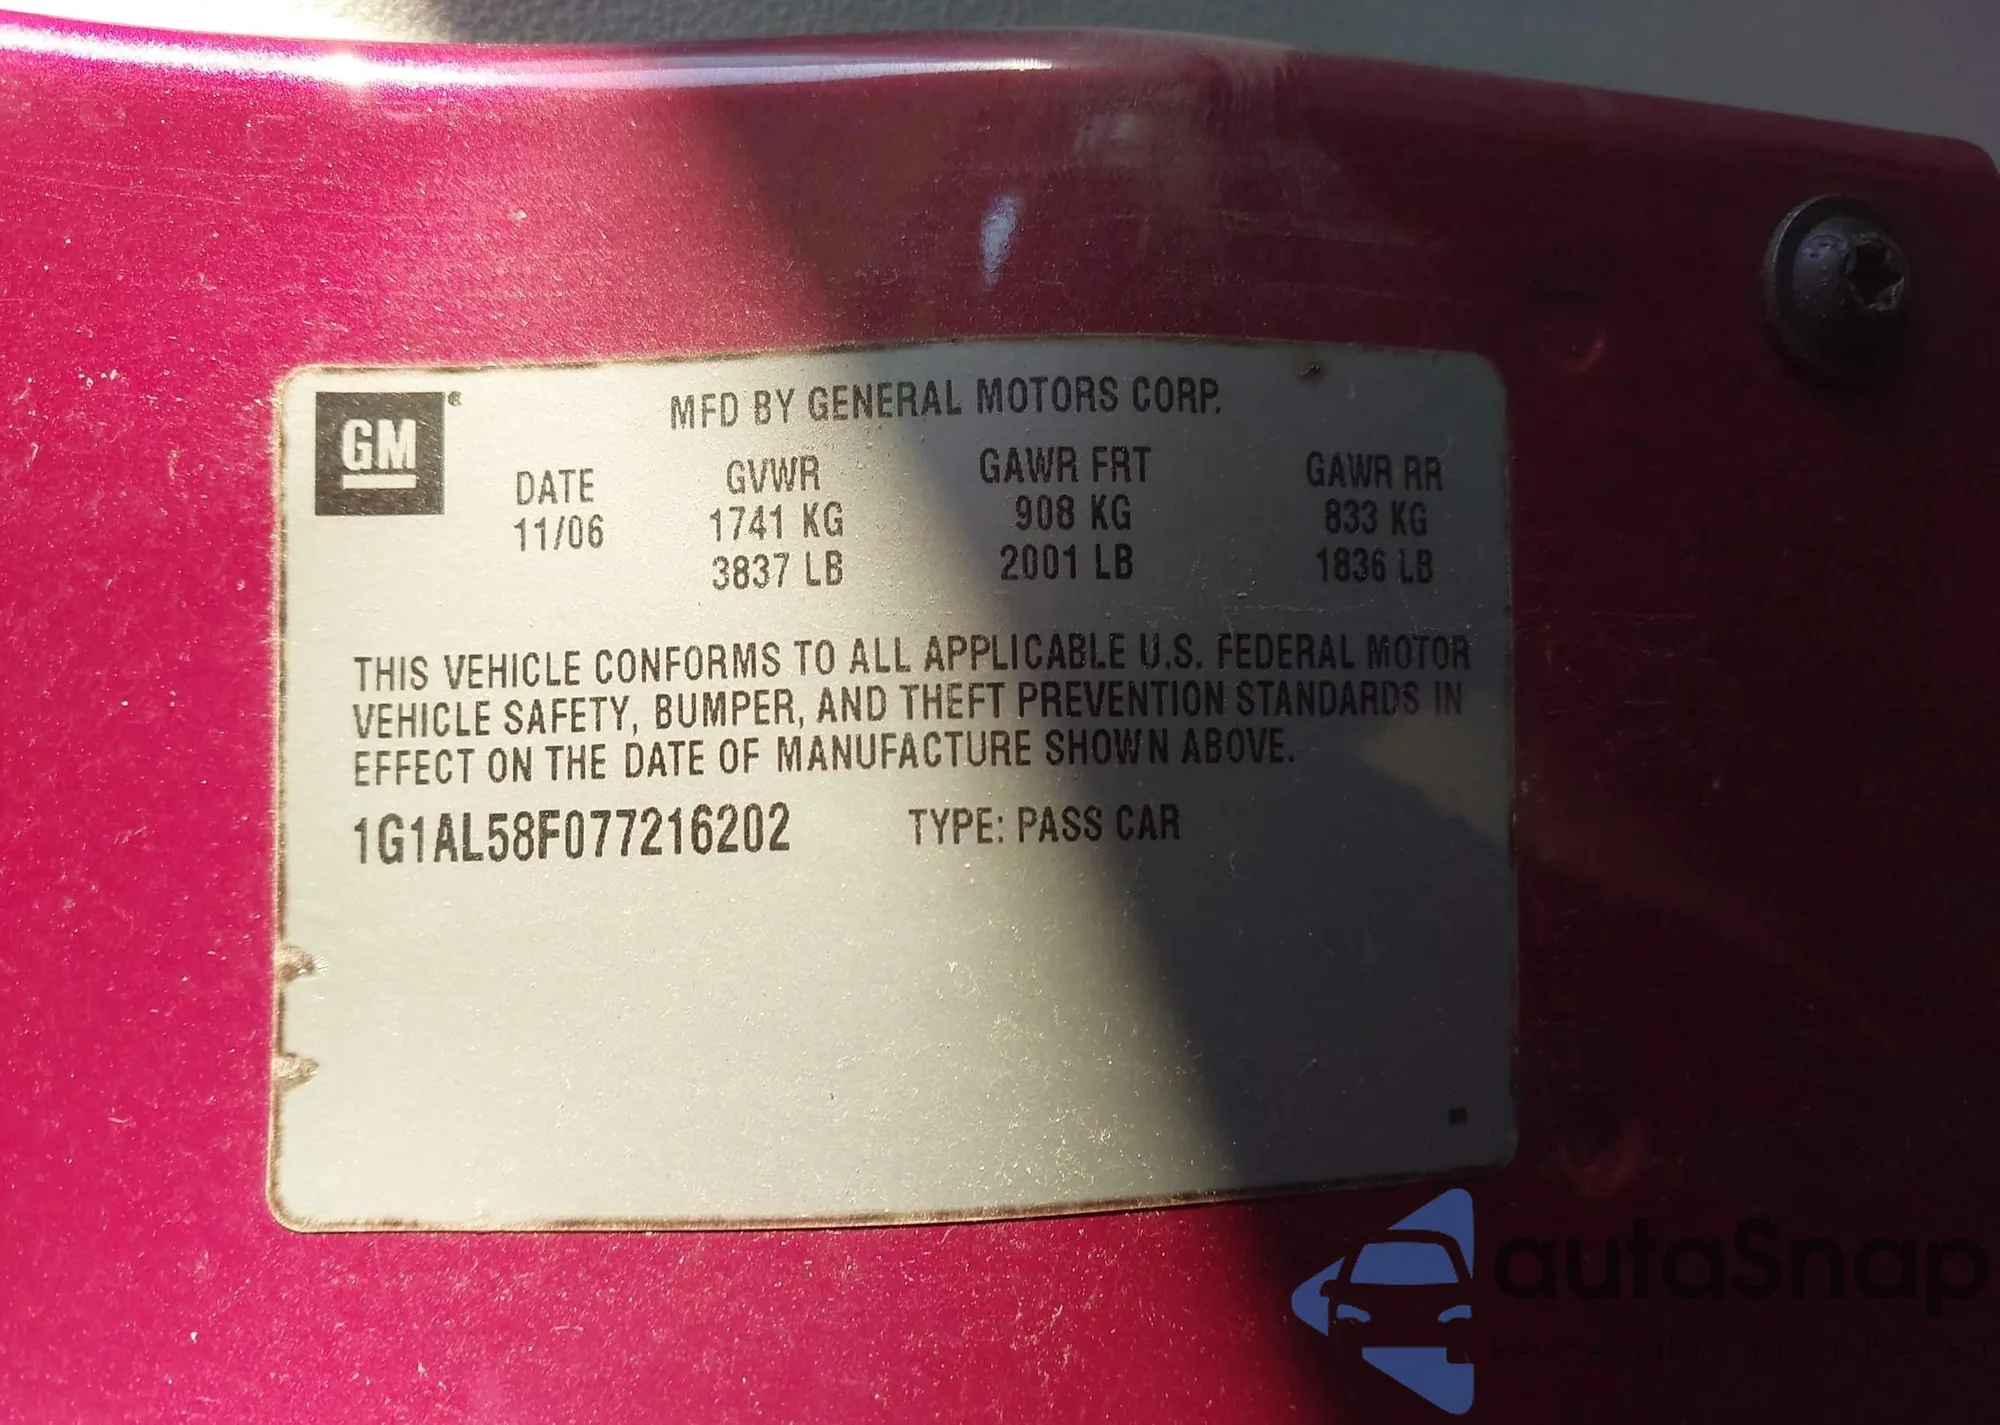 GM
MFD BY GENERAL MOTORS CORP.
DATE GVWR GAWR FRT GAWR RR
11/06 1741 KG 908 KG 833 KG
3837 LB 2001 LB 1836 LB
THIS VEHICLE CONFORMS TO ALL APPLICABLE U.S. FEDERAL MOTOR
VEHICLE SAFETY, BUMPER, AND THEFT PREVENTION STANDARDS IN
EFFECT ON THE DATE OF MANUFACTURE SHOWN ABOVE.
1G1AL58F077216202 TYPE: PASS CAR
autaSnap